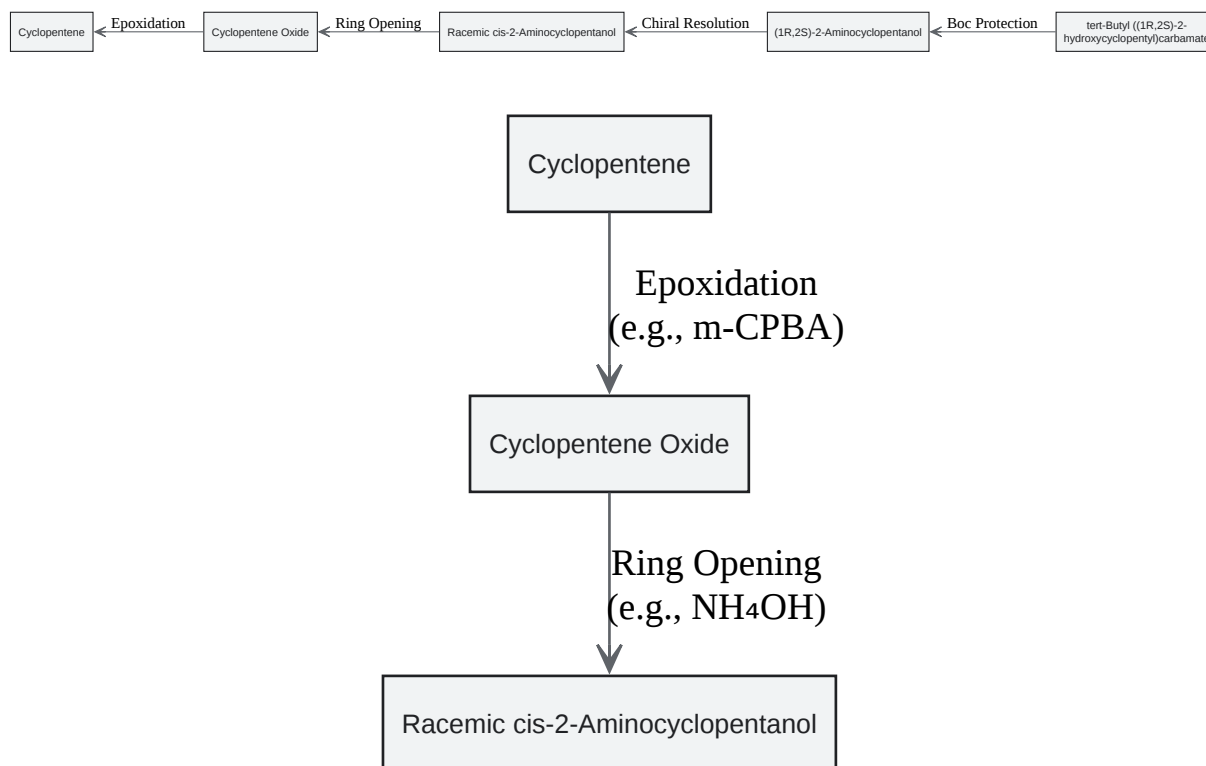 Cyclopentene
Epoxidation
Cyclopentene Oxide
Ring Opening
Racemic cis-2-Aminocyclopentanol
Chiral Resolution
(1R,2S)-2-Aminocyclopentanol
Boc Protection
tert-Butyl ((1R,2S)-2-
hydroxycyclopentyl)carbamate
Cyclopentene
Epoxidation
(e.g., m-CPBA)
Cyclopentene Oxide
Ring Opening
(e.g., NH₄OH)
Racemic cis-2-Aminocyclopentanol